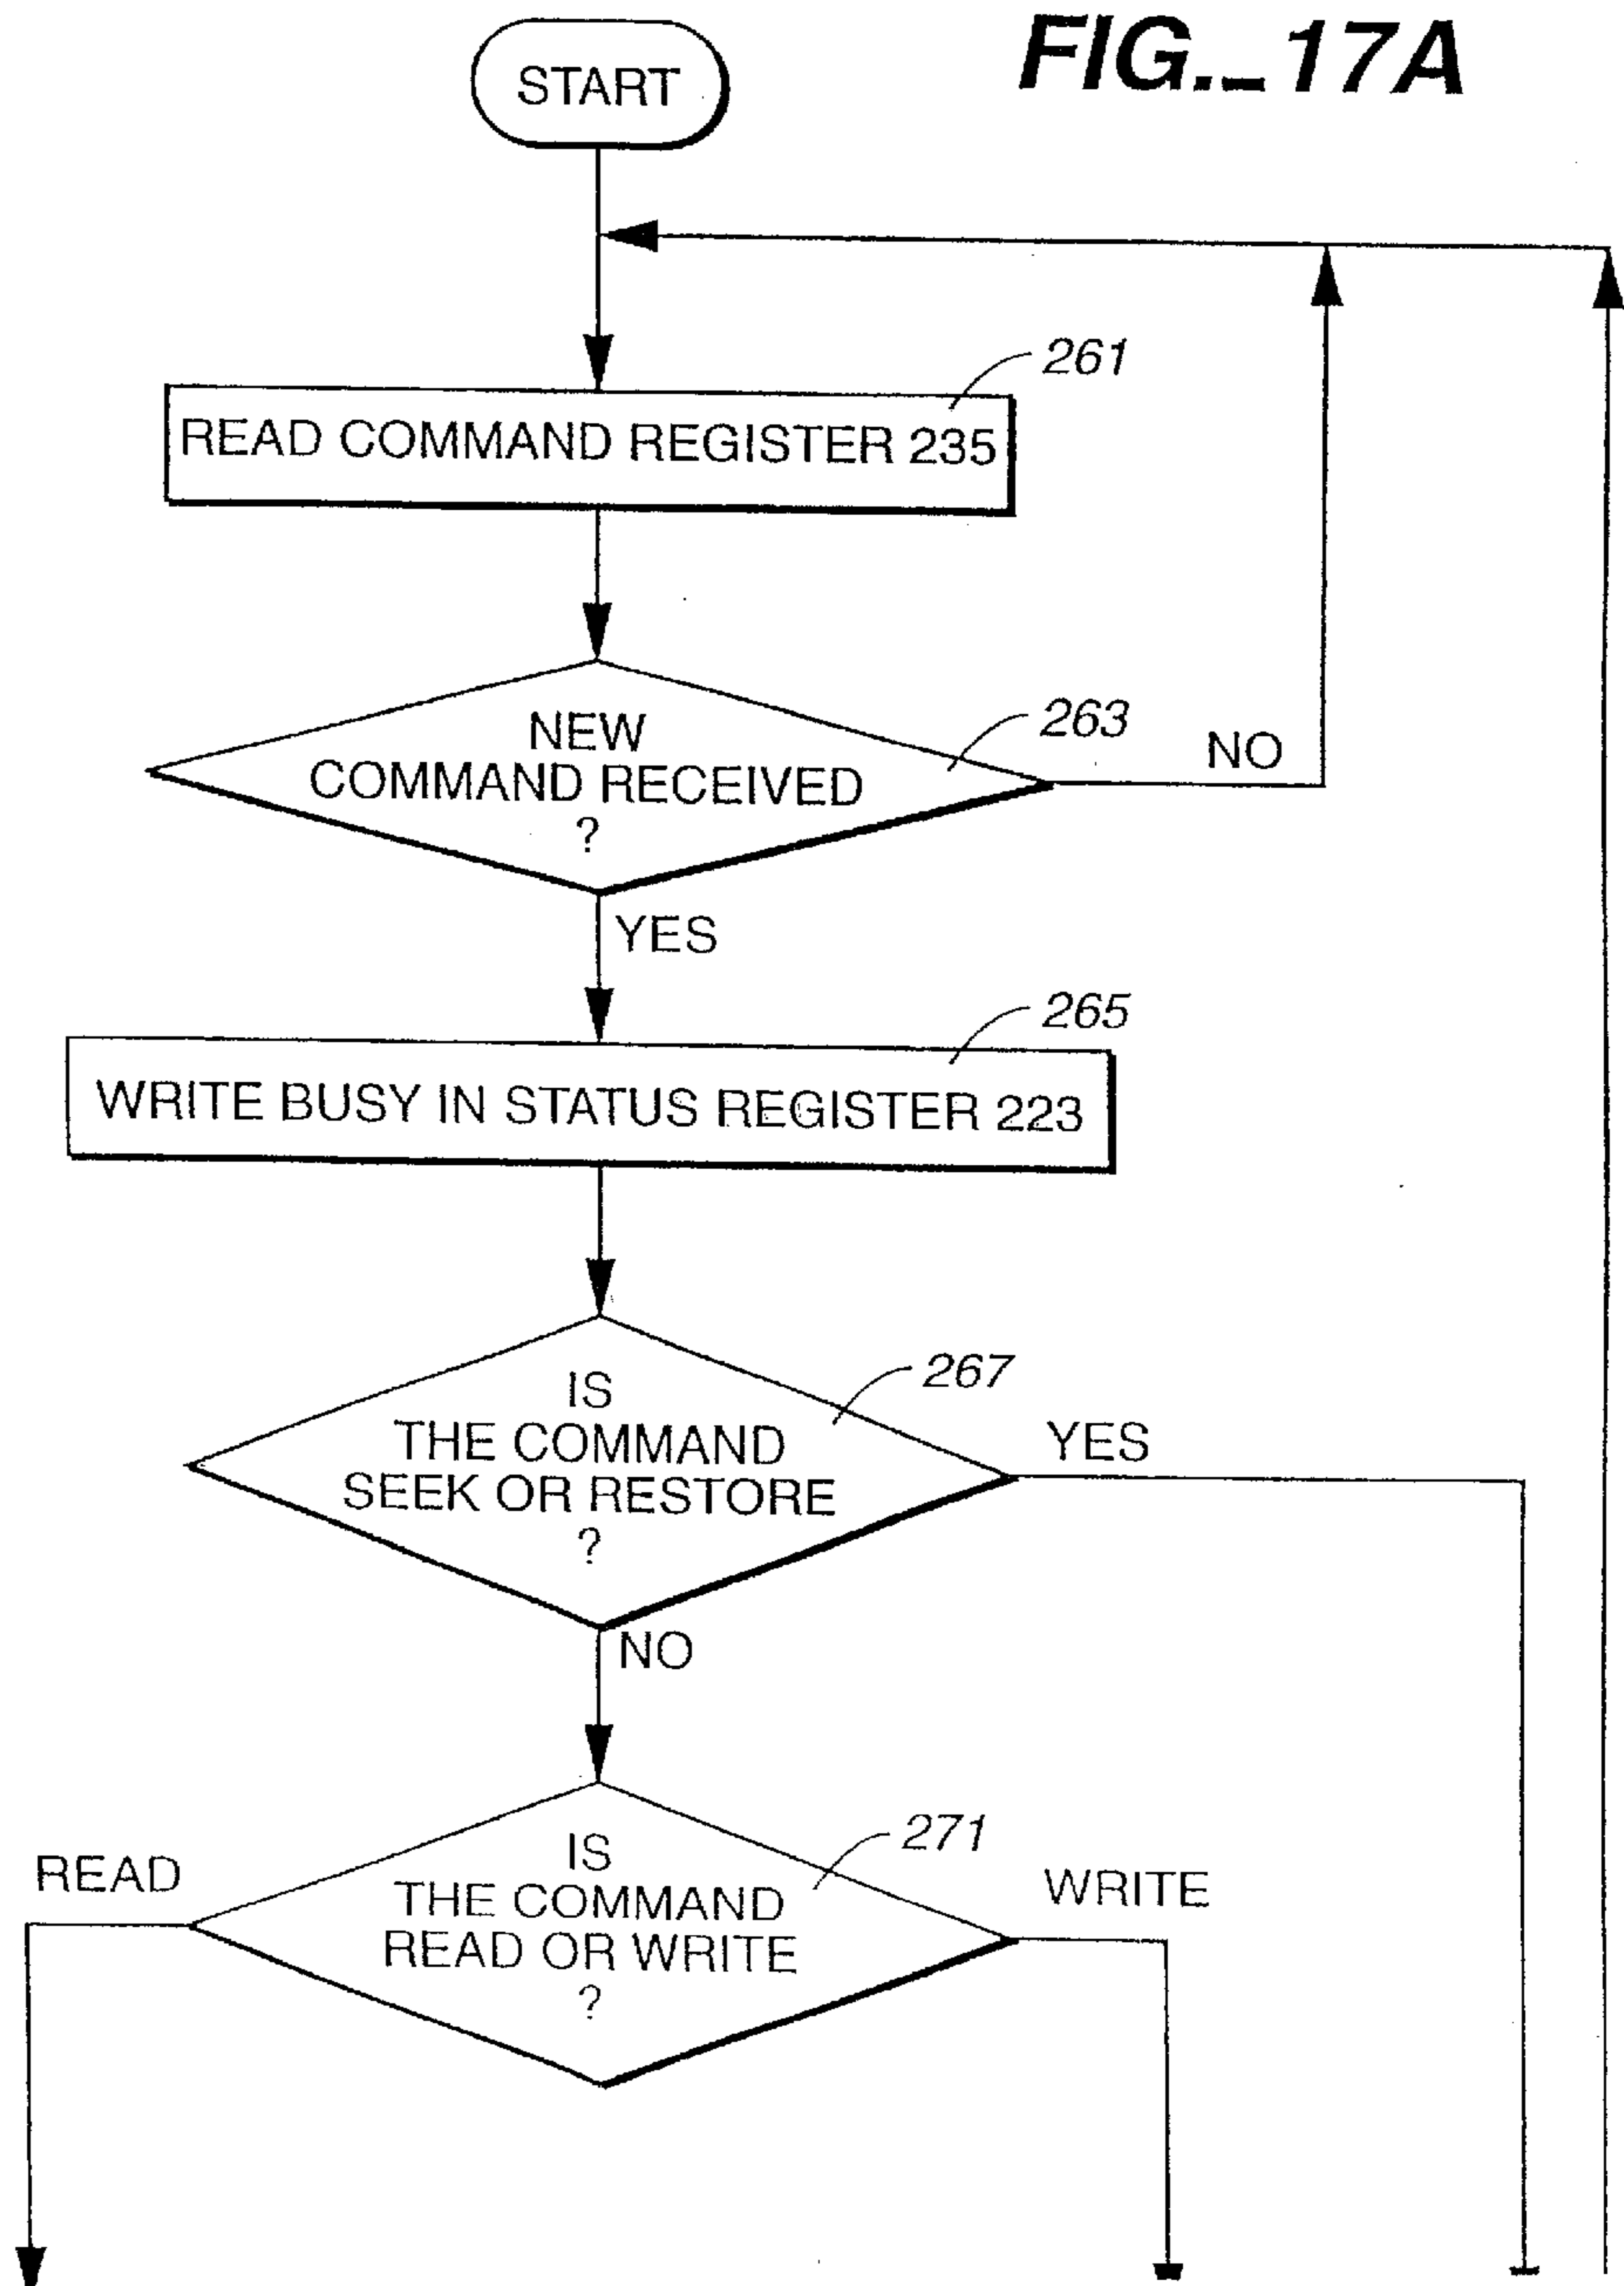 FIG._17A
START
261
READ COMMAND REGISTER 235
263
NEW
COMMAND RECEIVED
?
NO
YES
265
WRITE BUSY IN STATUS REGISTER 223
267
IS
THE COMMAND
SEEK OR RESTORE
?
YES
NO
271
IS
THE COMMAND
READ OR WRITE
?
READ
WRITE